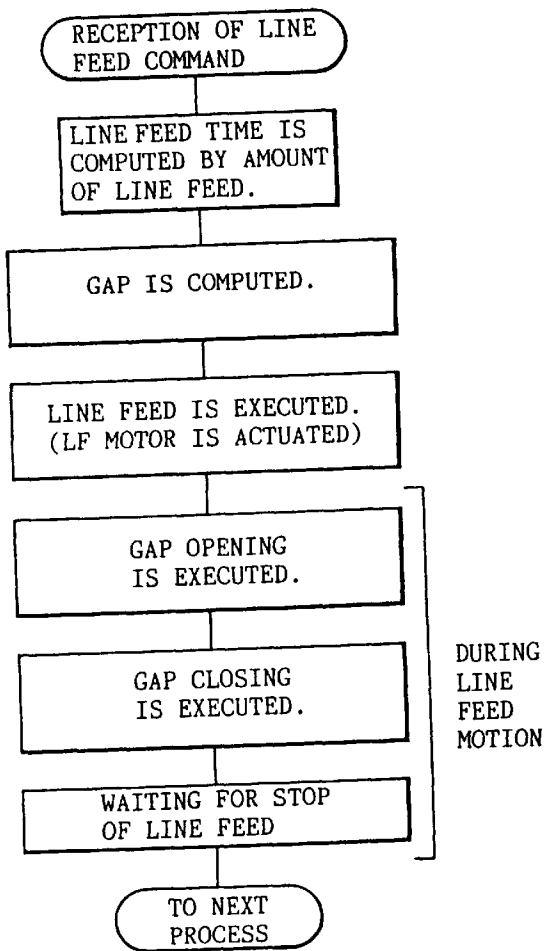 RECEPTION OF LINE
FEED COMMAND
LINE FEED TIME IS
COMPUTED BY AMOUNT
OF LINE FEED.
GAP IS COMPUTED.
LINE FEED IS EXECUTED.
(LF MOTOR IS ACTUATED)
GAP OPENING
IS EXECUTED.
GAP CLOSING
IS EXECUTED.
WAITING FOR STOP
OF LINE FEED
DURING
LINE
FEED
MOTION
TO NEXT
PROCESS